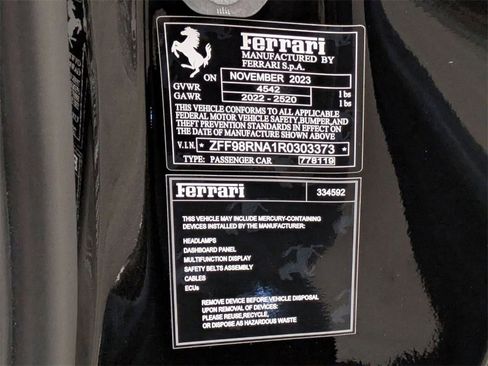 Ferrari
MANUFACTURED BY
FERRARI S.p.A.
ON NOVEMBER 2023
GVWR 4542 lbs
GAWR 2022 - 2520 lbs
THIS VEHICLE CONFORMS TO ALL APPLICABLE
FEDERAL MOTOR VEHICLE SAFETY, BUMPER, AND
THEFT PREVENTION STANDARDS IN EFFECT ON
THE DATE OF MANUFACTURE SHOWN ABOVE
V.I.N. * ZFF98RNA1R0303373 *
TYPE: PASSENGER CAR 778119
Ferrari 334592
THIS VEHICLE MAY INCLUDE MERCURY-CONTAINING
DEVICES INSTALLED BY THE MANUFACTURER:
HEADLAMPS
DASHBOARD PANEL
MULTIFUNCTION DISPLAY
SAFETY BELTS ASSEMBLY
CABLES
ECUs
REMOVE DEVICE BEFORE VEHICLE DISPOSAL
UPON REMOVAL OF DEVICES:
PLEASE REUSE,RECYCLE,
OR DISPOSE AS HAZARDOUS WASTE